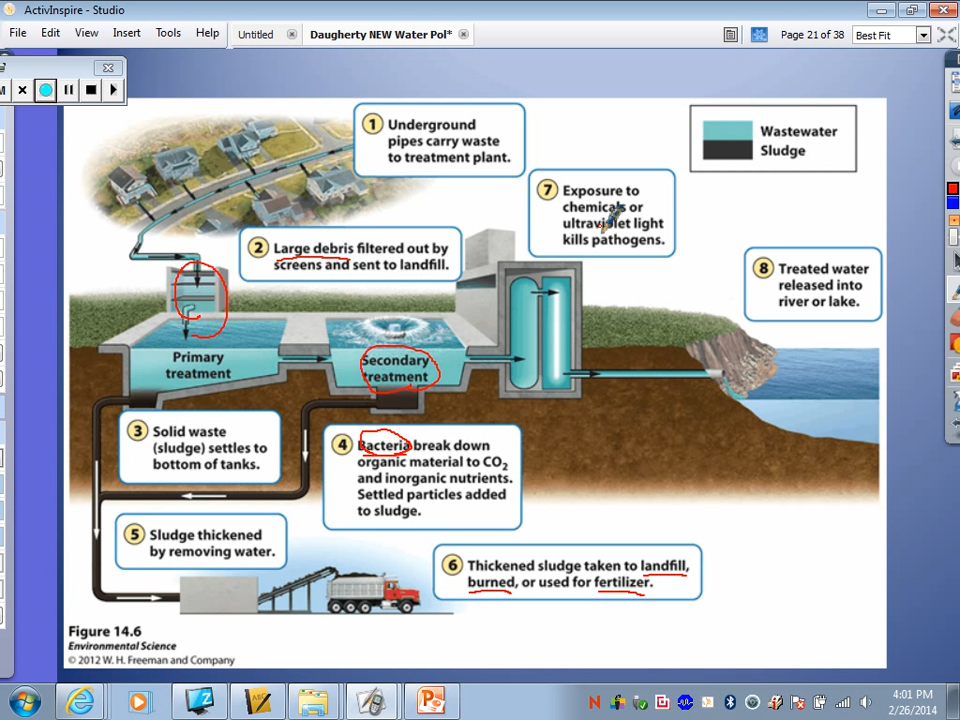 ActivInspire - Studio
File Edit View Insert Tools Help
Untitled
Daugherty NEW Water Pol*
Page 21 of 38
Best Fit
1 Underground
pipes carry waste
to treatment plant.
Wastewater
Sludge
7 Exposure to
chemicals or
ultraviolet light
kills pathogens.
2 Large debris filtered out by
screens and sent to landfill.
8 Treated water
released into
river or lake.
Primary
treatment
Secondary
treatment
3 Solid waste
(sludge) settles to
bottom of tanks.
4 Bacteria break down
organic material to CO2
and inorganic nutrients.
Settled particles added
to sludge.
5 Sludge thickened
by removing water.
6 Thickened sludge taken to landfill,
burned, or used for fertilizer.
Figure 14.6
Environmental Science
© 2012 W. H. Freeman and Company
4:01 PM
2/26/2014